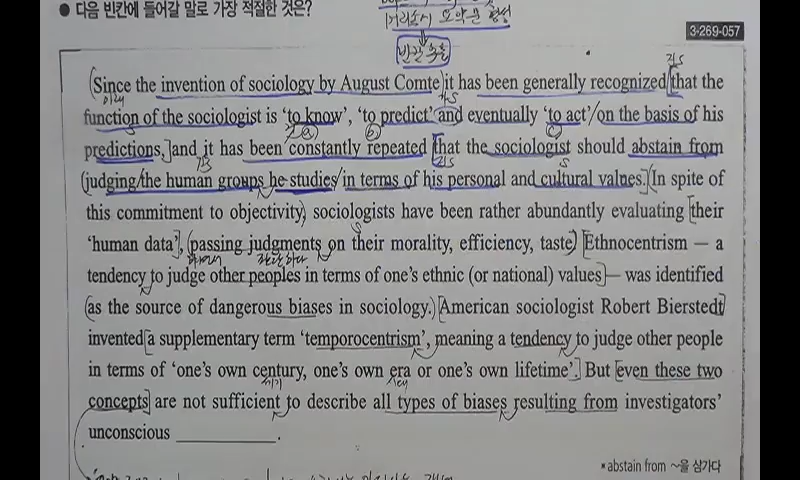 ● 다음 빈칸에 들어갈 말로 가장 적절한 것은?
3-269-057
Since the invention of sociology by August Comte it has been generally recognized that the
function of the sociologist is ‘to know’, ‘to predict’ and eventually ‘to act’ on the basis of his
predictions, and it has been constantly repeated that the sociologist should abstain from
judging the human groups he studies in terms of his personal and cultural values. In spite of
this commitment to objectivity, sociologists have been rather abundantly evaluating their
‘human data’, passing judgments on their morality, efficiency, taste. Ethnocentrism — a
tendency to judge other peoples in terms of one’s ethnic (or national) values — was identified
as the source of dangerous biases in sociology. American sociologist Robert Bierstedt
invented a supplementary term ‘temporocentrism’, meaning a tendency to judge other people
in terms of ‘one’s own century, one’s own era or one’s own lifetime’. But even these two
concepts are not sufficient to describe all types of biases resulting from investigators’
unconscious ____________.
*abstain from ~을 삼가다